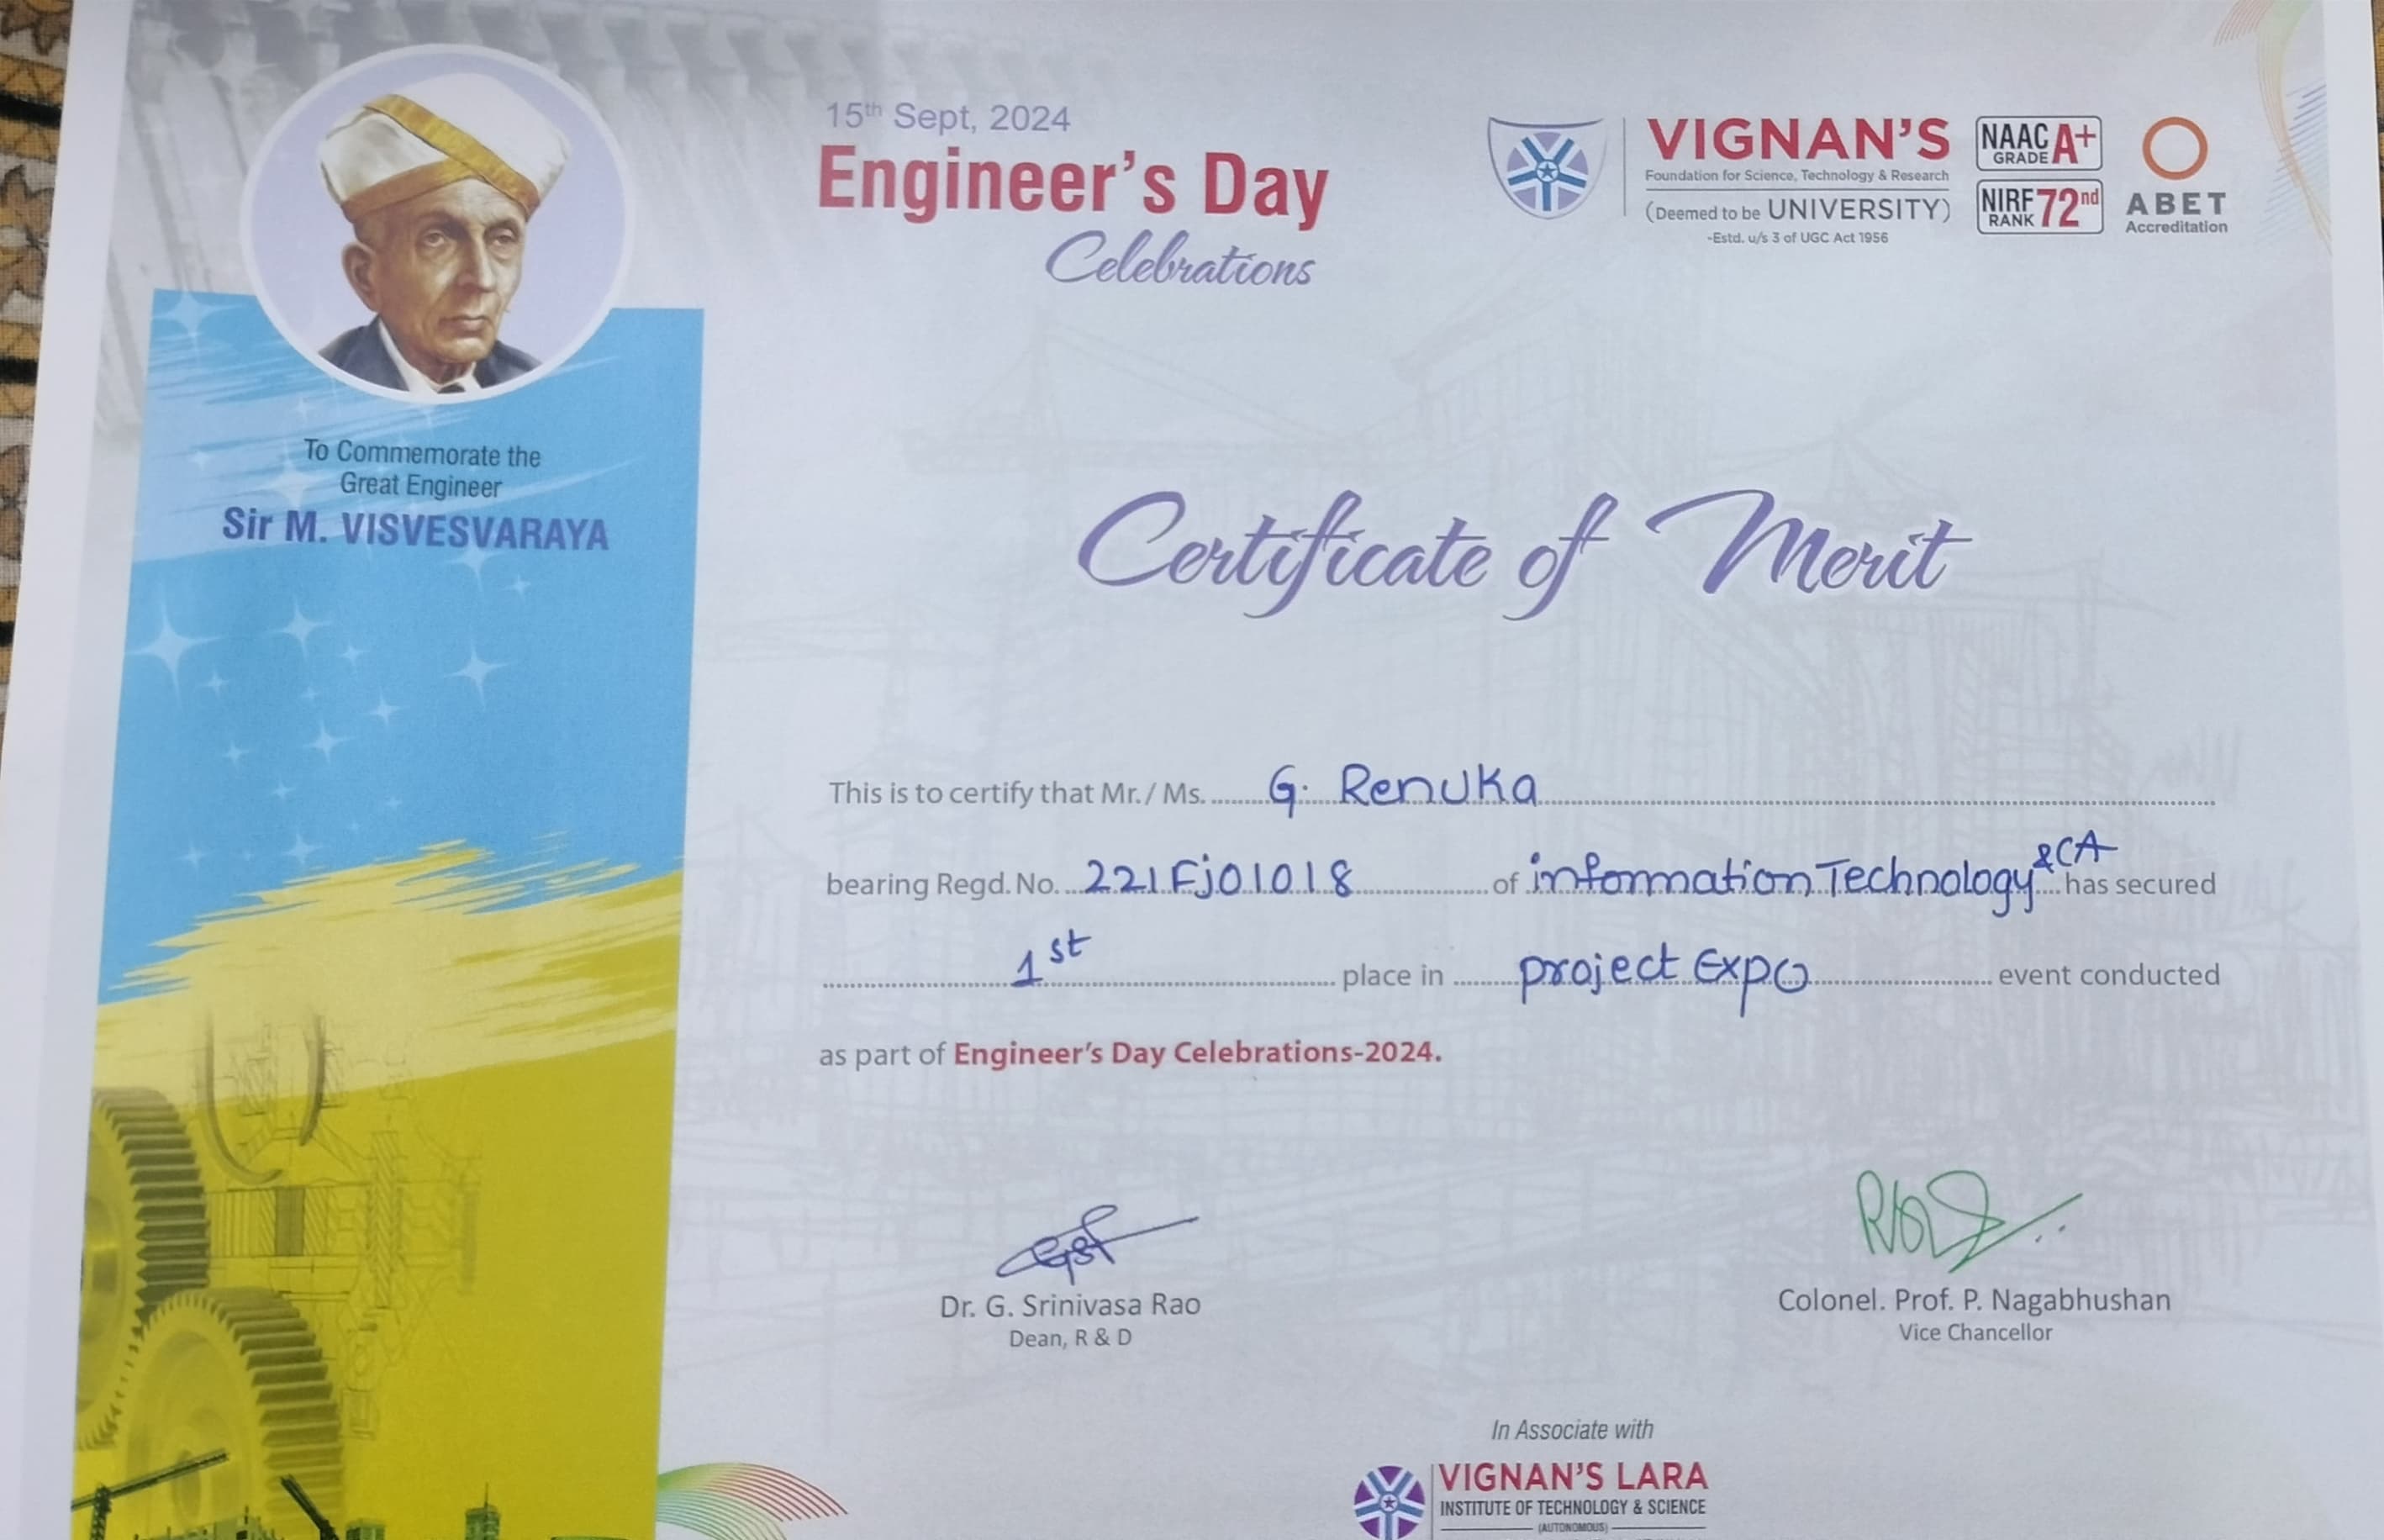 15th Sept, 2024
Engineer's Day
Celebrations
VIGNAN'S
Foundation for Science, Technology & Research
(Deemed to be UNIVERSITY)
-Estd. u/s 3 of UGC Act 1956
NAAC GRADE A+
NIRF RANK 72nd
ABET
Accreditation
To Commemorate the
Great Engineer
Sir M. VISVESVARAYA
Certificate of Merit
This is to certify that Mr./ Ms. G. Renuka
bearing Regd. No. 221Fj01018 of information Technology &CA has secured
1st place in project Expo event conducted
as part of Engineer's Day Celebrations-2024.
Dr. G. Srinivasa Rao
Dean, R & D
Colonel. Prof. P. Nagabhushan
Vice Chancellor
In Associate with
VIGNAN'S LARA
INSTITUTE OF TECHNOLOGY & SCIENCE
(AUTONOMOUS)